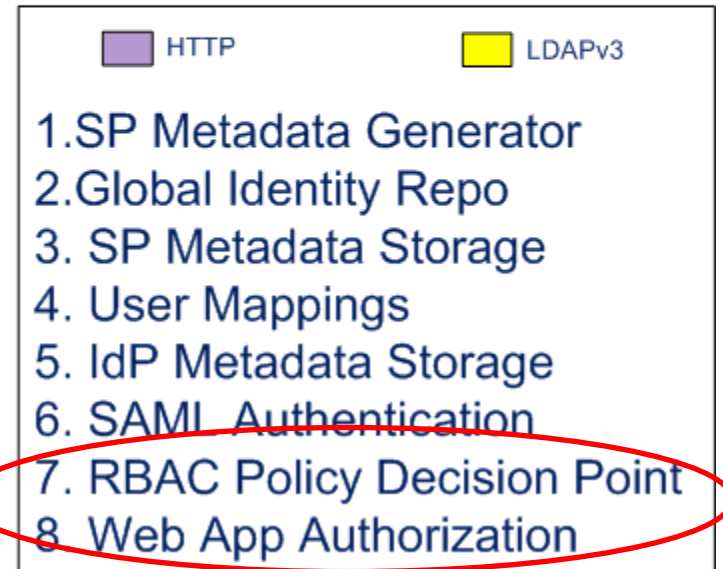 HTTP LDAPv3
1.SP Metadata Generator
2.Global Identity Repo
3. SP Metadata Storage
4. User Mappings
5. IdP Metadata Storage
6. SAML Authentication
7. RBAC Policy Decision Point
8. Web App Authorization